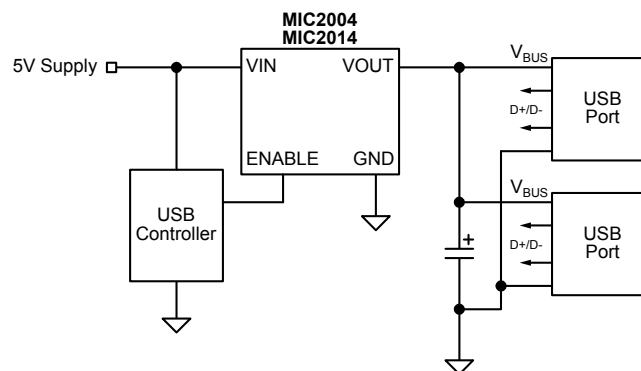 MIC2004
MIC2014
5V Supply
VIN
VOUT
ENABLE
GND
USB
Controller
VBUS
D+/D-
USB
Port
VBUS
D+/D-
USB
Port
+